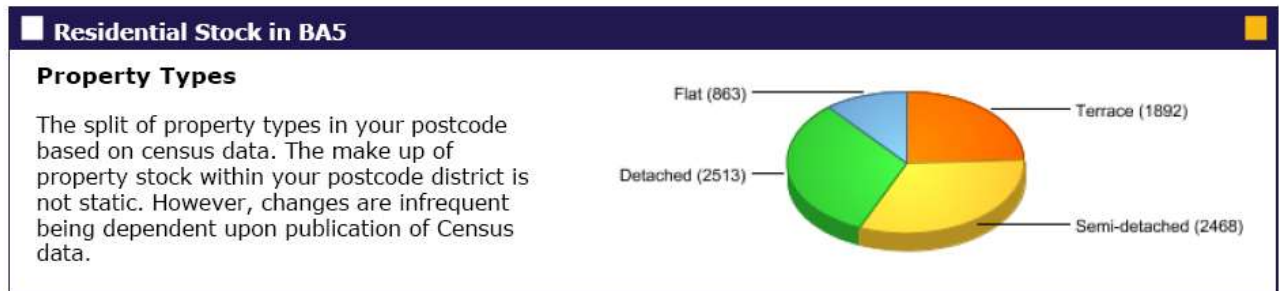 Residential Stock in BA5
Property Types
The split of property types in your postcode
based on census data. The make up of
property stock within your postcode district is
not static. However, changes are infrequent
being dependent upon publication of Census
data.
Flat (863)
Terrace (1892)
Detached (2513)
Semi-detached (2468)